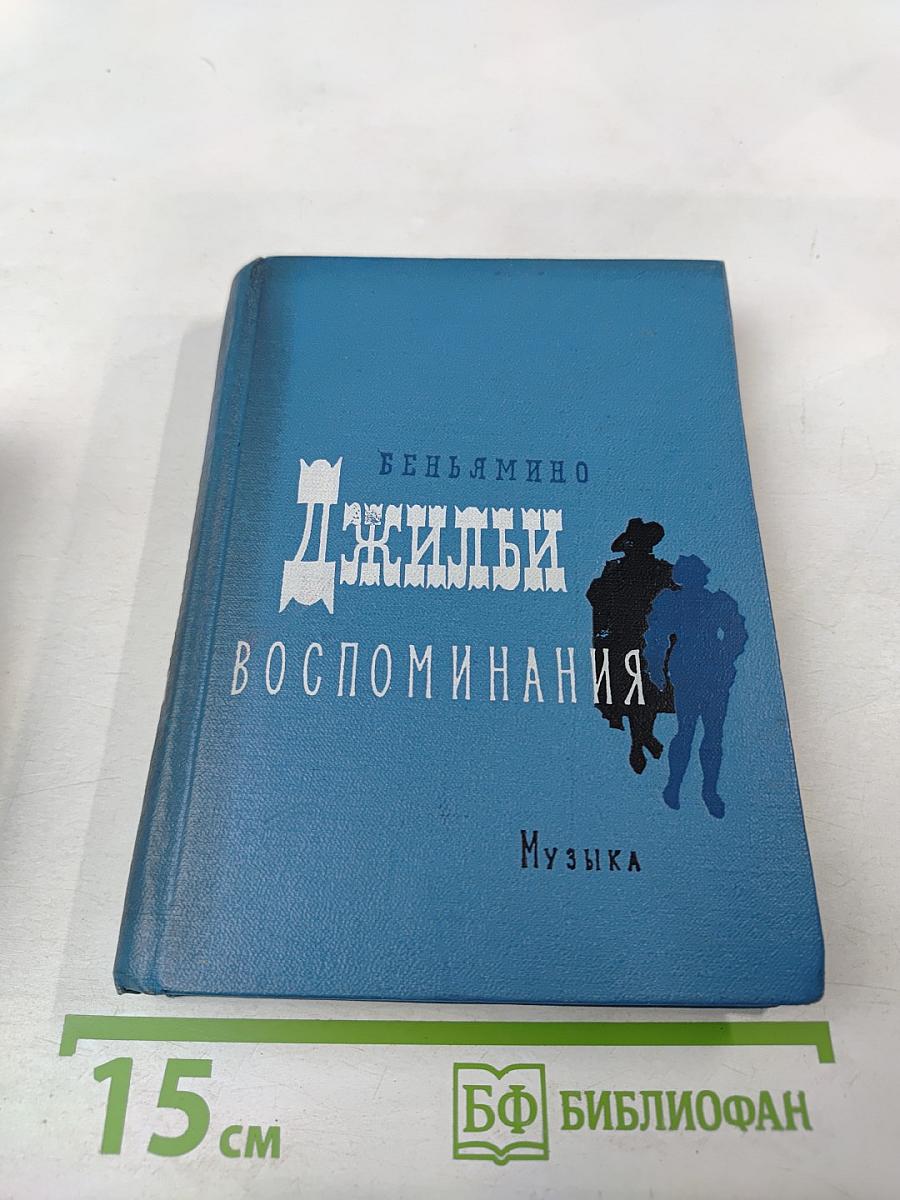 БЕНЬЯМИНО
ДЖИЛЬИ
ВОСПОМИНАНИЯ
МУЗЫКА
15 см
БФ БИБЛИОФАН